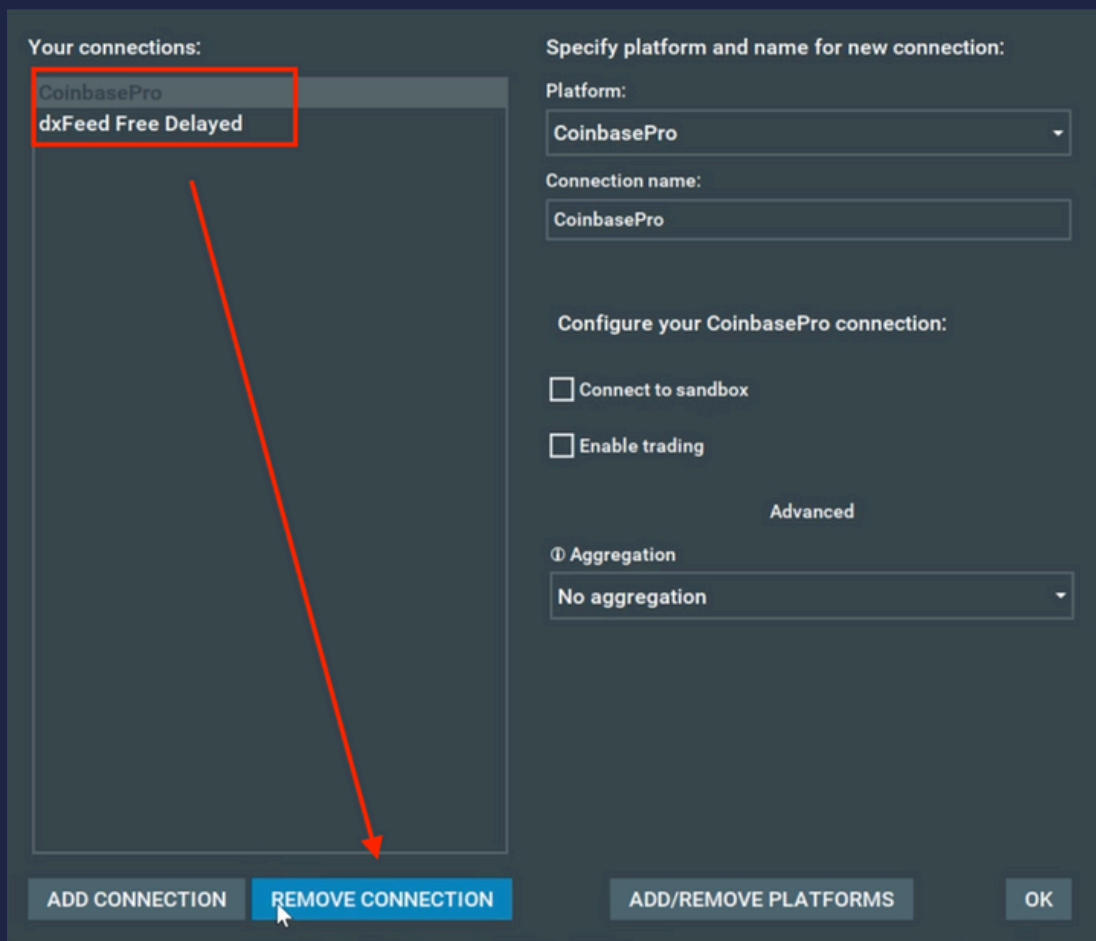 Your connections:
CoinbasePro
dxFeed Free Delayed
Specify platform and name for new connection:
Platform:
CoinbasePro
Connection name:
CoinbasePro
Configure your CoinbasePro connection:
Connect to sandbox
Enable trading
Advanced
Aggregation
No aggregation
ADD CONNECTION
REMOVE CONNECTION
ADD/REMOVE PLATFORMS
OK